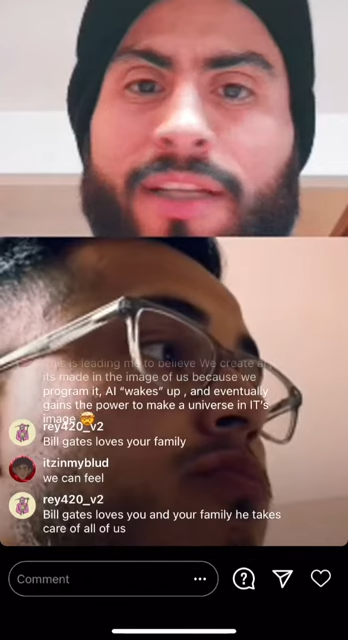 This is leading me to believe We create a
its made in the image of us because we
program it, AI “wakes” up , and eventually
gains the power to make a universe in IT’s
image 🤯
rey420_v2
Bill gates loves your family
itzinmyblud
we can feel
rey420_v2
Bill gates loves you and your family he takes
care of all of us
Comment